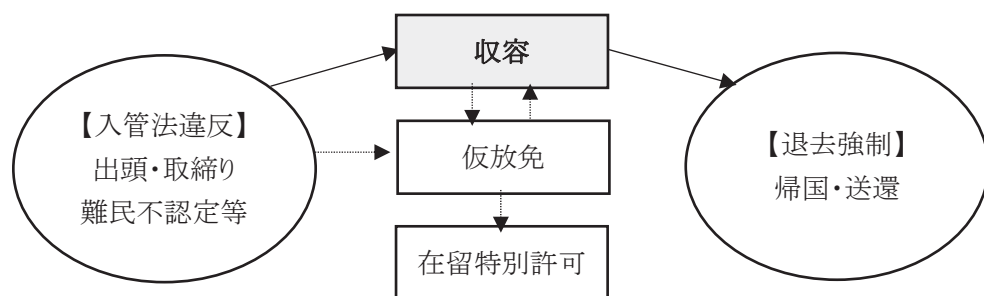 【入管法違反】
出頭・取締り
難民不認定等
収容
仮放免
在留特別許可
【退去強制】
帰国・送還